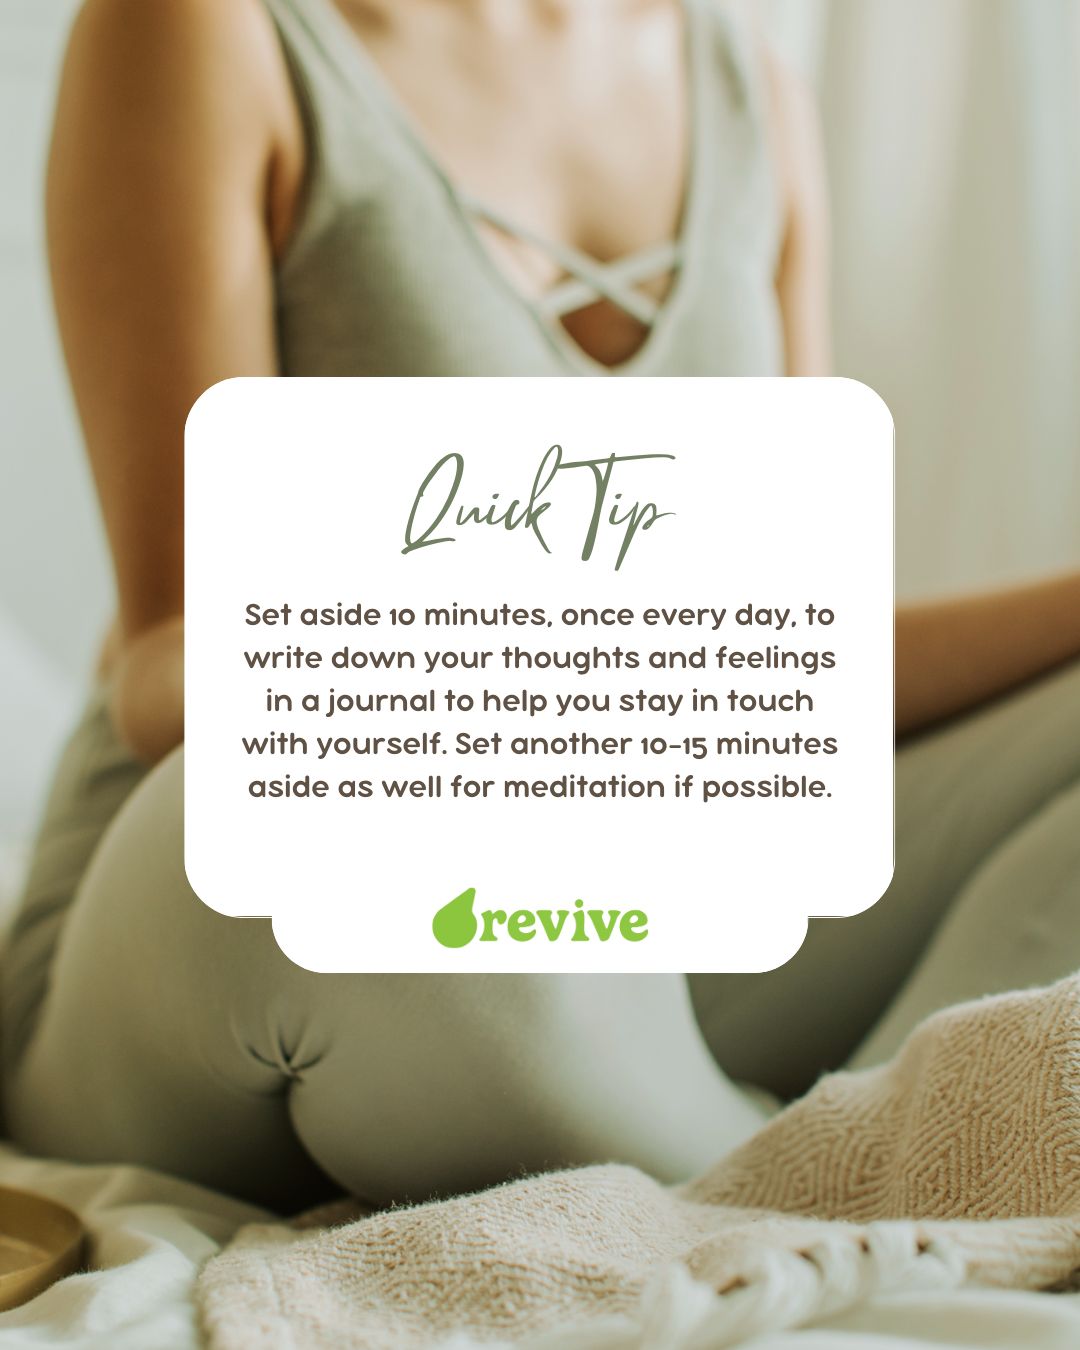 Quick Tip
Set aside 10 minutes, once every day, to
write down your thoughts and feelings
in a journal to help you stay in touch
with yourself. Set another 10-15 minutes
aside as well for meditation if possible.
revive